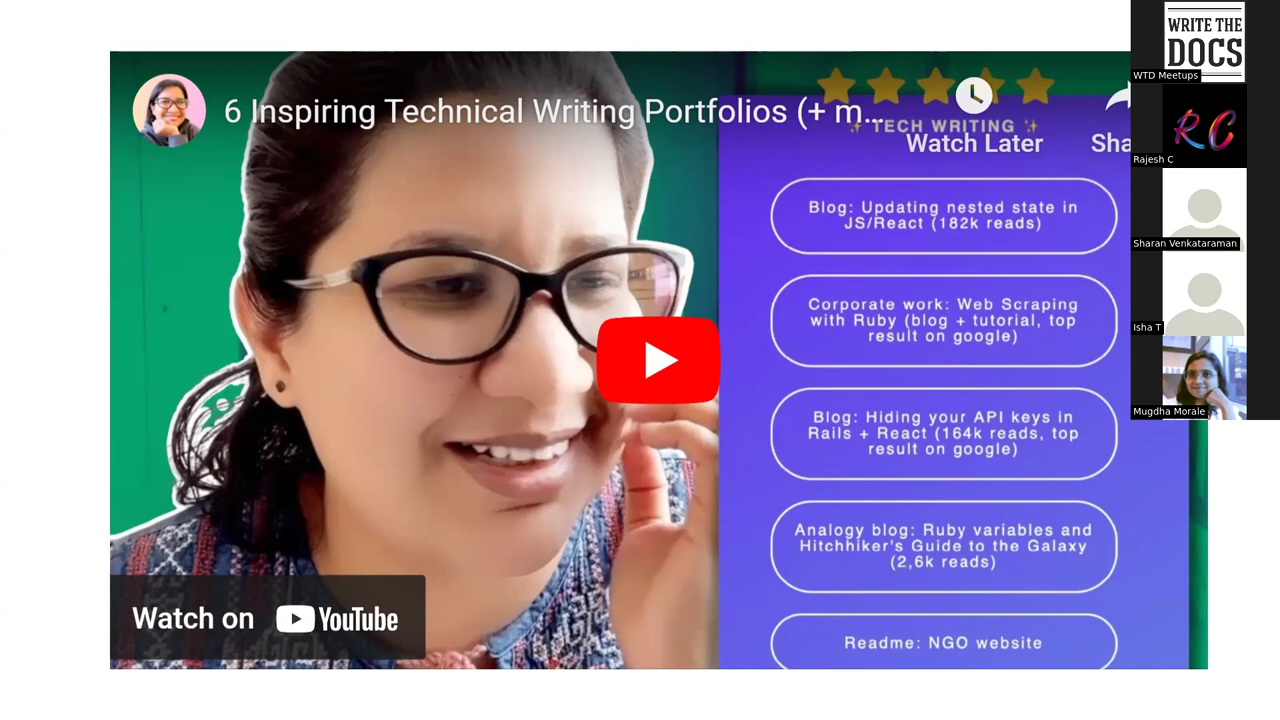 6 Inspiring Technical Writing Portfolios (+ m...
✨ TECH WRITING ✨
Watch Later
Sha
Blog: Updating nested state in
JS/React (182k reads)
Corporate work: Web Scraping
with Ruby (blog + tutorial, top
result on google)
Blog: Hiding your API keys in
Rails + React (164k reads, top
result on google)
Analogy blog: Ruby variables and
Hitchhiker's Guide to the Galaxy
(2,6k reads)
Readme: NGO website
Watch on YouTube
WRITE THE
DOCS
WTD Meetups
RC
Rajesh C
Sharan Venkataraman
Isha T
Mugdha Morale